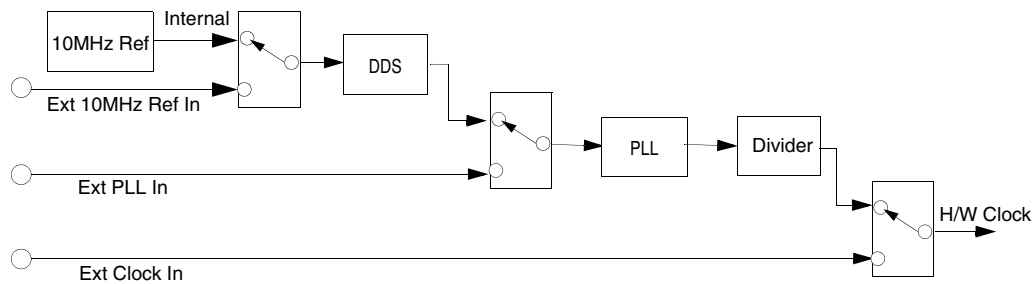 Internal
10MHz Ref
DDS
Ext 10MHz Ref In
PLL
Divider
Ext PLL In
H/W Clock
Ext Clock In